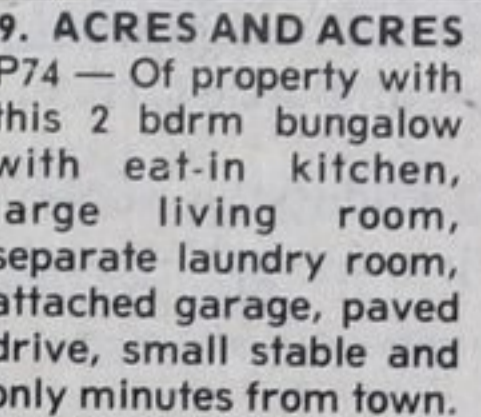 9. ACRES AND ACRES
P74 — Of property with
this 2 bdrm bungalow
with eat-in kitchen,
large living room,
separate laundry room,
attached garage, paved
drive, small stable and
only minutes from town.